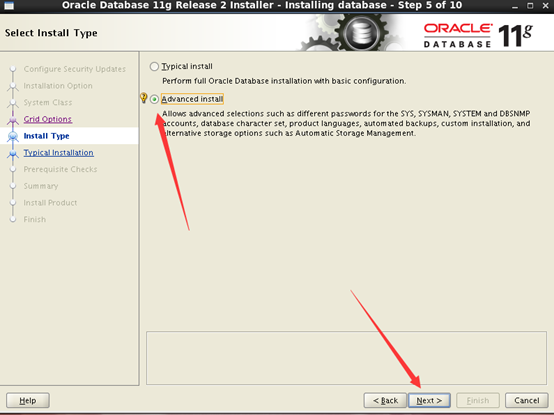 Oracle Database 11g Release 2 Installer - Installing database - Step 5 of 10
Select Install Type
ORACLE
DATABASE 11g
Configure Security Updates
Installation Option
System Class
Grid Options
Install Type
Typical Installation
Prerequisite Checks
Summary
Install Product
Finish
Typical install
Perform full Oracle Database installation with basic configuration.
Advanced install
Allows advanced selections such as different passwords for the SYS, SYSMAN, SYSTEM and DBSNMP
accounts, database character set, product languages, automated backups, custom installation, and
alternative storage options such as Automatic Storage Management.
Help
< Back
Next >
Finish
Cancel